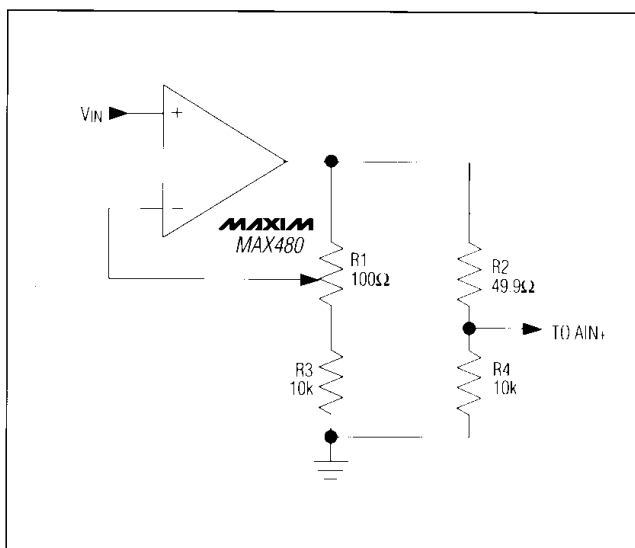 VIN
+
−
MAXIM
MAX480
R1
100Ω
R2
49.9Ω
TO AIN+
R3
10k
R4
10k